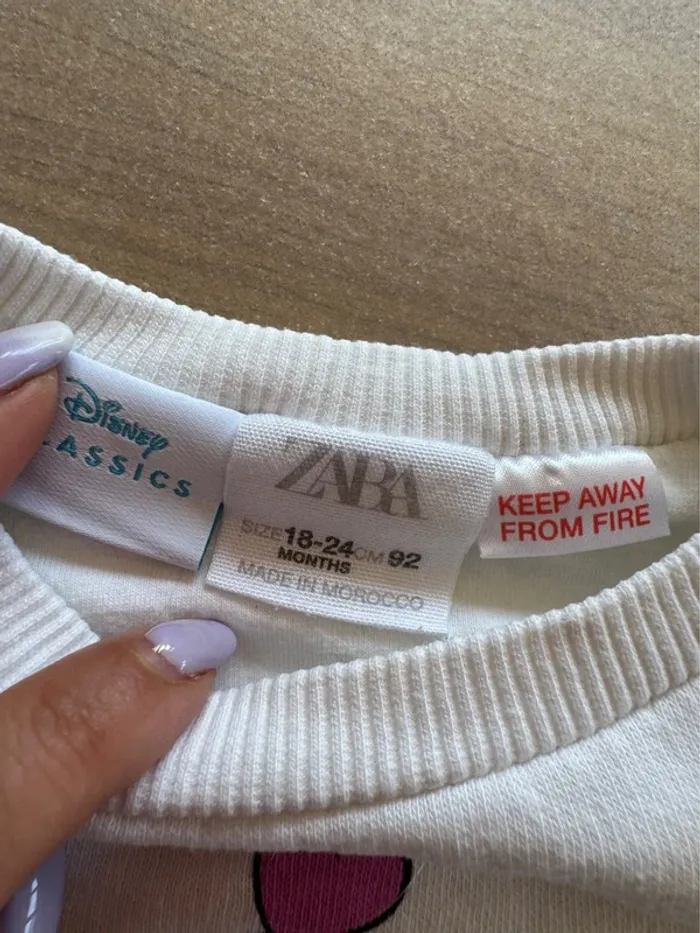 Disney
CLASSICS
ZARA
SIZE 18-24 CM 92
MONTHS
MADE IN MOROCCO
KEEP AWAY
FROM FIRE